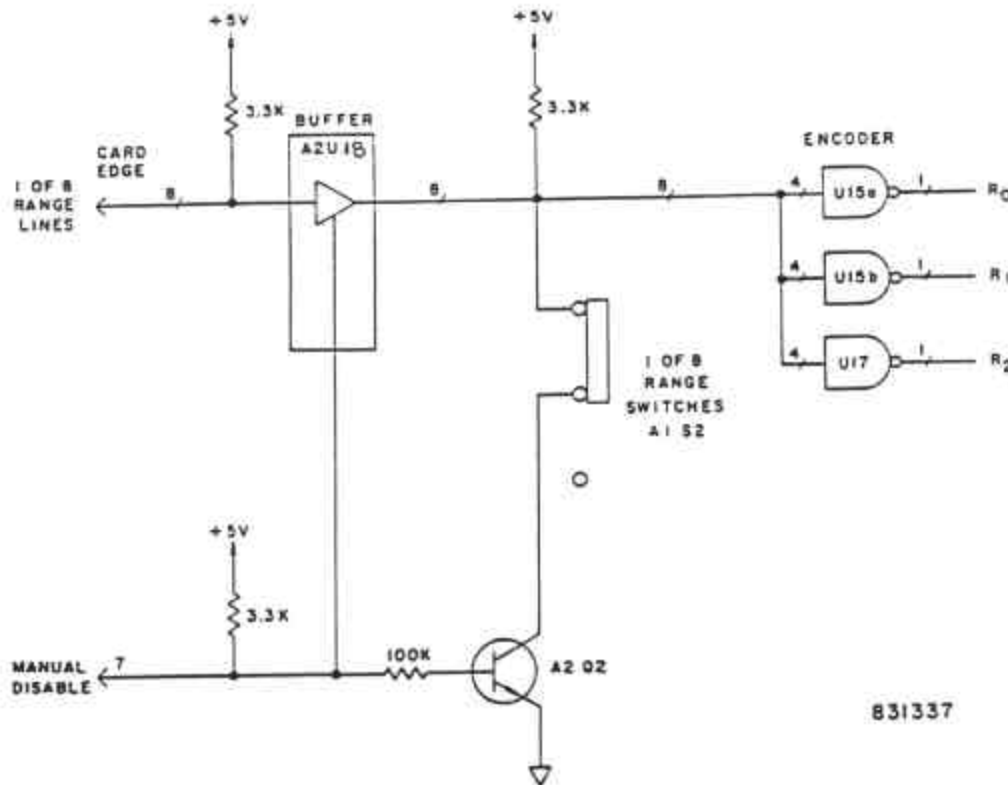 +5V
3.3K
BUFFER
A2U18
CARD
EDGE
1 OF 8
RANGE
LINES
8
8
+5V
3.3K
8
ENCODER
4
U15a
1
R0
4
U15b
1
R1
4
U17
1
R2
1 OF 8
RANGE
SWITCHES
A1 S2
+5V
3.3K
MANUAL
DISABLE
7
100K
A2 Q2
831337